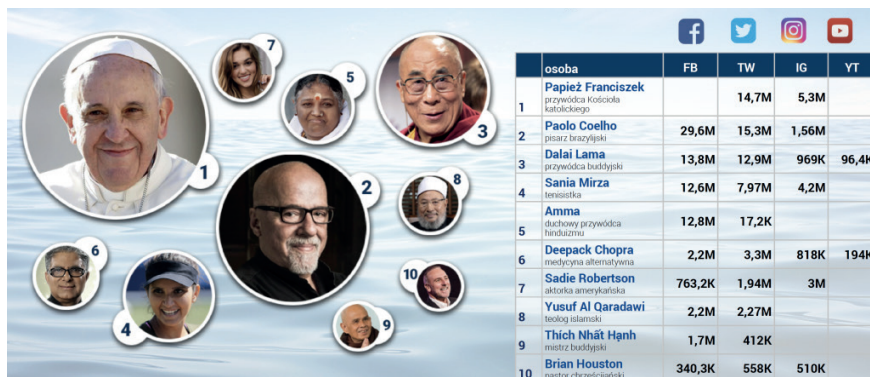 7
5
1
3
2
8
6
4
10
9
osoba FB TW IG YT
1 Papież Franciszek 14,7M 5,3M
przywódca Kościoła
katolickiego
2 Paolo Coelho 29,6M 15,3M 1,56M
pisarz brazylijski
3 Dalai Lama 13,8M 12,9M 969K 96,4K
przywódca buddyjski
4 Sania Mirza 12,6M 7,97M 4,2M
tenisistka
5 Amma 12,8M 17,2K
duchowy przywódca
hinduizmu
6 Deepack Chopra 2,2M 3,3M 818K 194K
medycyna alternatywna
7 Sadie Robertson 763,2K 1,94M 3M
aktorka amerykańska
8 Yusuf Al Qaradawi 2,2M 2,27M
teolog islamski
9 Thích Nhất Hạnh 1,7M 412K
mistrz buddyjski
10 Brian Houston 340,3K 558K 510K
pastor chrześcijański